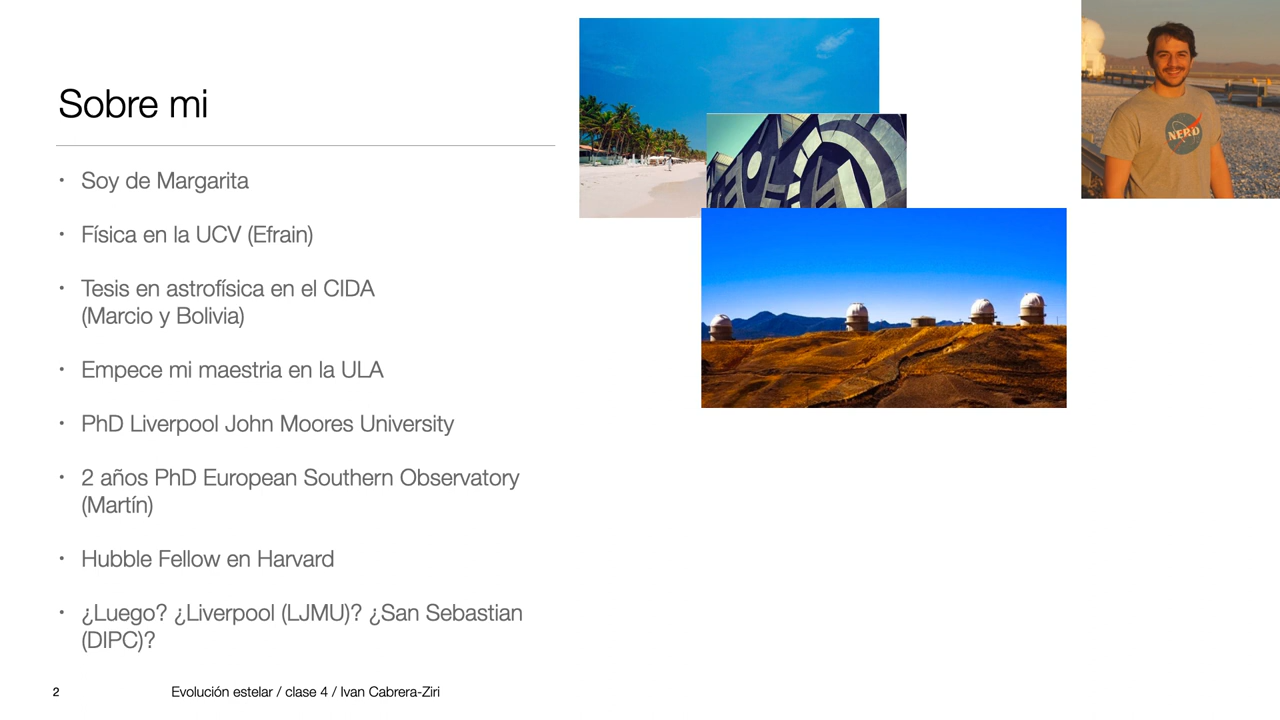 Sobre mi
• Soy de Margarita
• Física en la UCV (Efrain)
• Tesis en astrofísica en el CIDA
(Marcio y Bolivia)
• Empece mi maestria en la ULA
• PhD Liverpool John Moores University
• 2 años PhD European Southern Observatory
(Martín)
• Hubble Fellow en Harvard
• ¿Luego? ¿Liverpool (LJMU)? ¿San Sebastian
(DIPC)?
NERD
2
Evolución estelar / clase 4 / Ivan Cabrera-Ziri